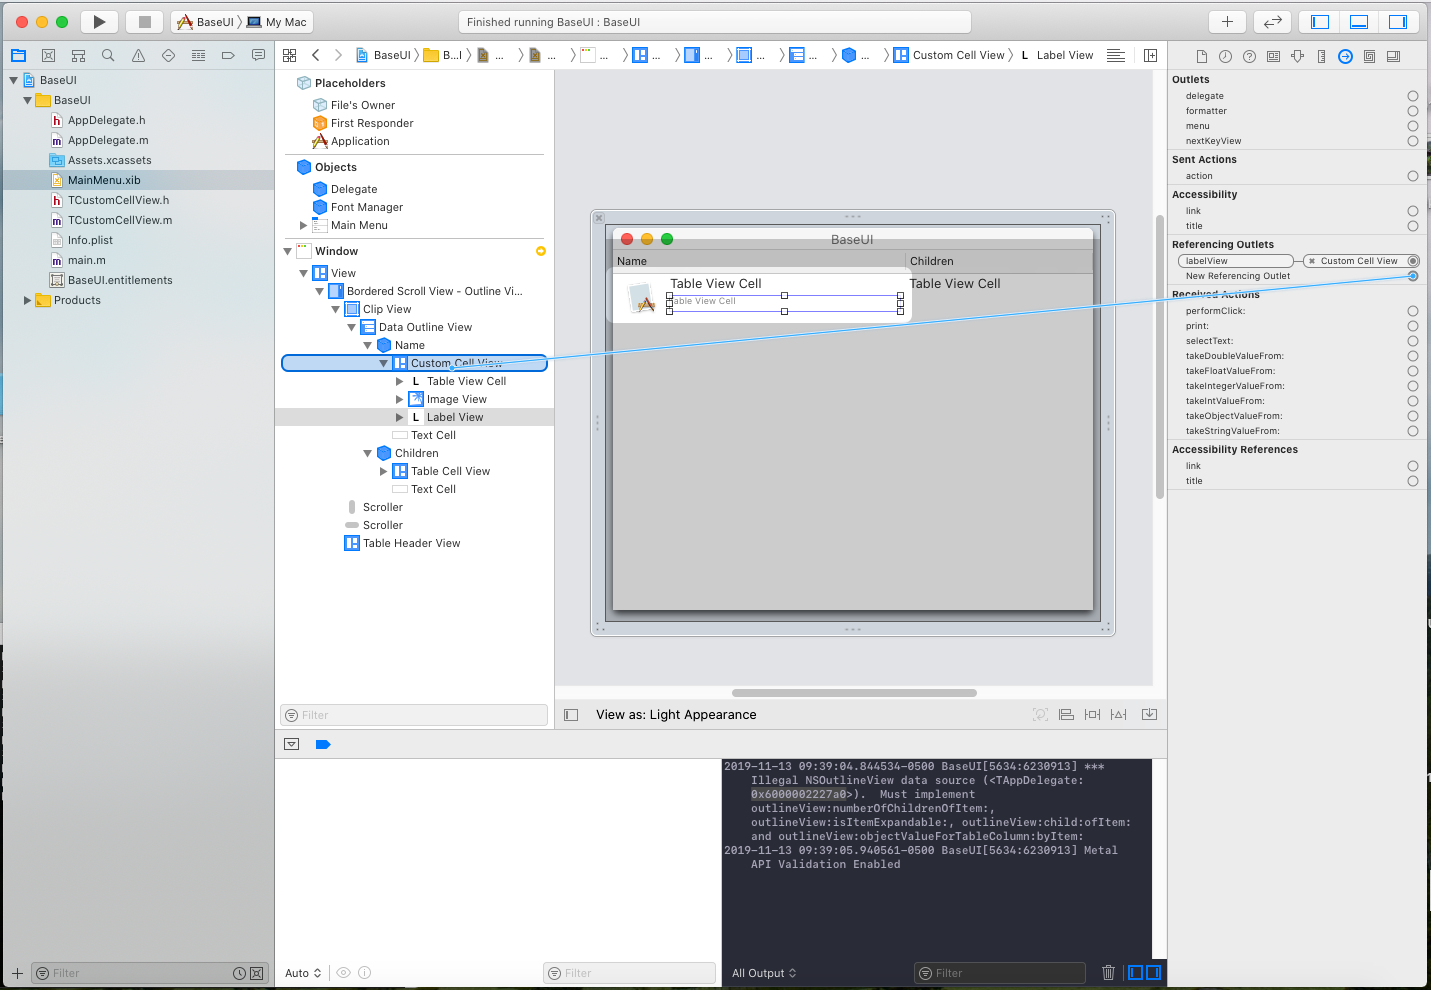 BaseUI
My Mac
Finished running BaseUI : BaseUI
BaseUI
B...l
...
...
...
...
...
...
...
...
Custom Cell View
L
Label View
BaseUI
BaseUI
AppDelegate.h
AppDelegate.m
Assets.xcassets
MainMenu.xib
TCustomCellView.h
TCustomCellView.m
Info.plist
main.m
BaseUI.entitlements
Products
Filter
Placeholders
File's Owner
First Responder
Application
Objects
Delegate
Font Manager
Main Menu
Window
View
Bordered Scroll View - Outline Vi...
Clip View
Data Outline View
Name
Custom Cell View
L Table View Cell
Image View
L Label View
Text Cell
Children
Table Cell View
Text Cell
Scroller
Scroller
Table Header View
Filter
BaseUI
Name
Children
Table View Cell
Table View Cell
Table View Cell
View as: Light Appearance
Outlets
delegate
formatter
menu
nextKeyView
Sent Actions
action
Accessibility
link
title
Referencing Outlets
labelView
Custom Cell View
New Referencing Outlet
Received Actions
performClick:
print:
selectText:
takeDoubleValueFrom:
takeFloatValueFrom:
takeIntegerValueFrom:
takeIntValueFrom:
takeObjectValueFrom:
takeStringValueFrom:
Accessibility References
link
title
2019-11-13 09:39:04.844534-0500 BaseUI[5634:6230913] ***
Illegal NSOutlineView data source (<TAppDelegate:
0x6000002227a0>).  Must implement
outlineView:numberOfChildrenOfItem:,
outlineView:isItemExpandable:, outlineView:child:ofItem:
and outlineView:objectValueForTableColumn:byItem:
2019-11-13 09:39:05.940561-0500 BaseUI[5634:6230913] Metal
API Validation Enabled
Auto
Filter
All Output
Filter